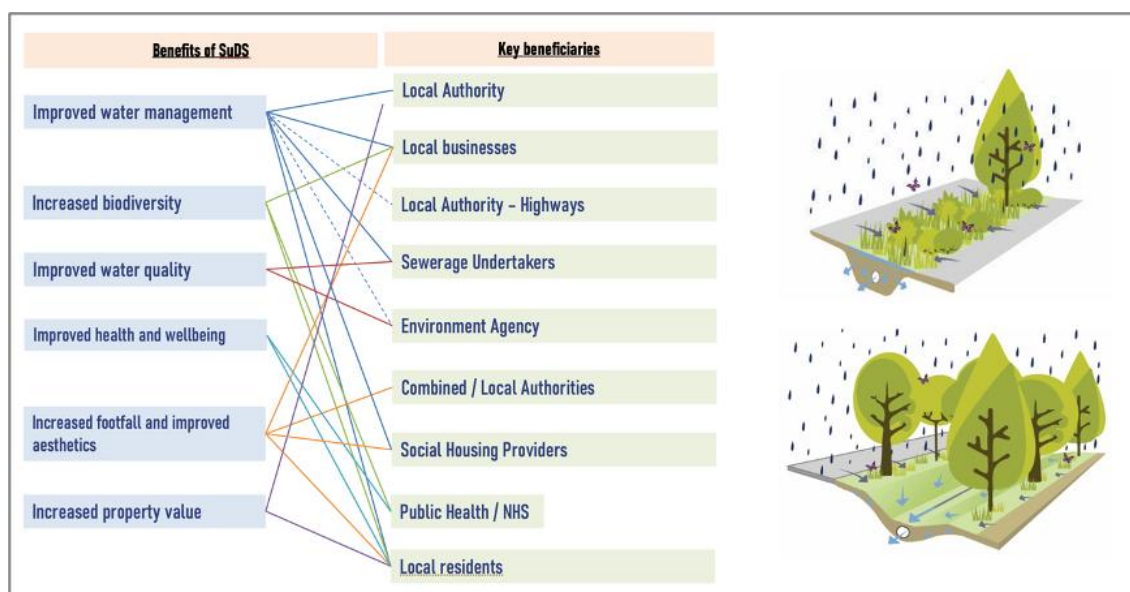 Benefits of SuDS
Key beneficiaries
Improved water management
Increased biodiversity
Improved water quality
Improved health and wellbeing
Increased footfall and improved
aesthetics
Increased property value
Local Authority
Local businesses
Local Authority – Highways
Sewerage Undertakers
Environment Agency
Combined / Local Authorities
Social Housing Providers
Public Health / NHS
Local residents